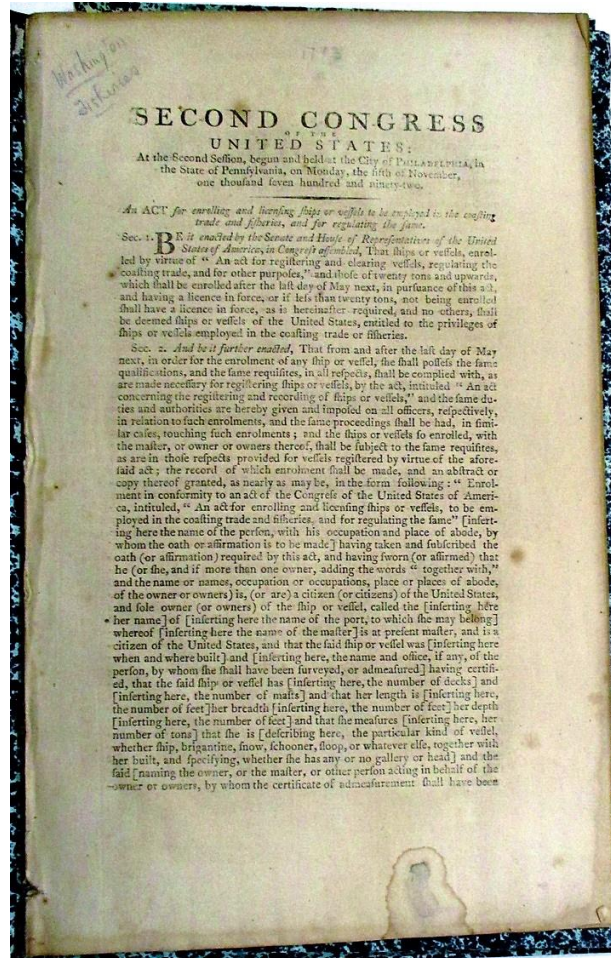 Washington
Fisheries
SECOND CONGRESS
OF THE
UNITED STATES:
At the Second Session, begun and held at the City of PHILADELPHIA, in
the State of Pennſylvania, on Monday, the fifth of November,
one thouſand ſeven hundred and ninety-two.
An ACT for enrolling and licenſing ſhips or veſſels to be employed in the coaſting
trade and fiſheries, and for regulating the ſame.
Sec. 1. BE it enacted by the Senate and Houſe of Repreſentatives of the United
States of America, in Congreſs aſſembled, That ſhips or veſſels, enrol-
led by virtue of " An act for regiſtering and clearing veſſels, regulating the
coaſting trade, and for other purpoſes," and thoſe of twenty tons and upwards,
which ſhall be enrolled after the laſt day of May next, in purſuance of this act,
and having a licence in force, or if leſs than twenty tons, not being enrolled
ſhall have a licence in force, as is hereinafter required, and no others, ſhall
be deemed ſhips or veſſels of the United States, entitled to the privileges of
ſhips or veſſels employed in the coaſting trade or fiſheries.
Sec. 2. And be it further enacted, That from and after the laſt day of May
next, in order for the enrolment of any ſhip or veſſel, ſhe ſhall poſſeſs the ſame
qualifications, and the ſame requiſites, in all reſpects, ſhall be complied with, as
are made neceſſary for regiſtering ſhips or veſſels, by the act, intituled " An act
concerning the regiſtering and recording of ſhips or veſſels," and the ſame du-
ties and authorities are hereby given and impoſed on all officers, reſpectively,
in relation to ſuch enrolments, and the ſame proceedings ſhall be had, in ſimi-
lar caſes, touching ſuch enrolments ; and the ſhips or veſſels ſo enrolled, with
the maſter, or owner or owners thereof, ſhall be ſubject to the ſame requiſites,
as are in thoſe reſpects provided for veſſels regiſtered by virtue of the afore-
ſaid act ; the record of which enrolment ſhall be made, and an abſtract or
copy thereof granted, as nearly as may be, in the form following : " Enrol-
ment in conformity to an act of the Congreſs of the United States of Ameri-
ca, intituled, " An act for enrolling and licenſing ſhips or veſſels, to be em-
ployed in the coaſting trade and fiſheries, and for regulating the ſame" [inſert-
ing here the name of the perſon, with his occupation and place of abode, by
whom the oath or affirmation is to be made] having taken and ſubſcribed the
oath (or affirmation) required by this act, and having ſworn (or affirmed) that
he (or ſhe, and if more than one owner, adding the words " together with,"
and the name or names, occupation or occupations, place or places of abode,
of the owner or owners) is, (or are) a citizen (or citizens) of the United States,
and ſole owner (or owners) of the ſhip or veſſel, called the [inſerting here
her name] of [inſerting here the name of the port, to which ſhe may belong]
whereof [inſerting here the name of the maſter] is at preſent maſter, and is a
citizen of the United States, and that the ſaid ſhip or veſſel was [inſerting here
when and where built] and [inſerting here, the name and office, if any, of the
perſon, by whom ſhe ſhall have been ſurveyed, or admeaſured] having certifi-
ed, that the ſaid ſhip or veſſel has [inſerting here, the number of decks] and
[inſerting here, the number of maſts] and that her length is [inſerting here,
the number of feet] her breadth [inſerting here, the number of feet] her depth
[inſerting here, the number of feet] and that ſhe meaſures [inſerting here, her
number of tons] that ſhe is [deſcribing here, the particular kind of veſſel,
whether ſhip, brigantine, ſnow, ſchooner, ſloop, or whatever elſe, together with
her built, and ſpecifying, whether ſhe has any or no gallery or head] and the
ſaid [naming the owner, or the maſter, or other perſon acting in behalf of the
owner or owners, by whom the certificate of admeaſurement ſhall have been